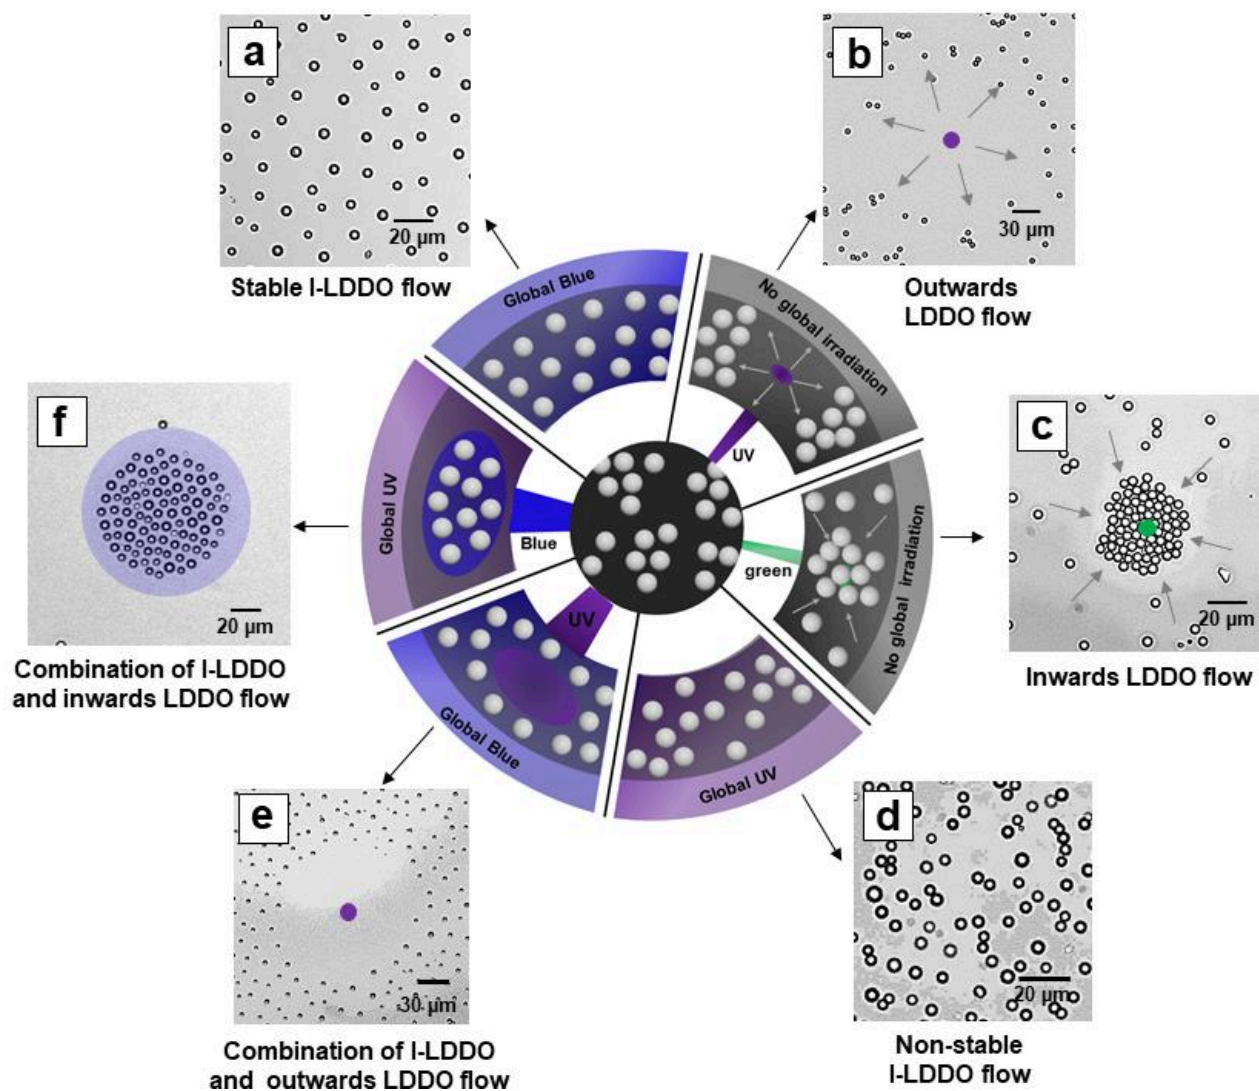 a
20 µm
Stable I-LDDO flow
b
30 µm
Outwards
LDDO flow
Global Blue
No global irradiation
UV
f
20 µm
Combination of I-LDDO
and inwards LDDO flow
Global UV
Blue
green
No global irradiation
c
20 µm
Inwards LDDO flow
UV
Global Blue
Global UV
e
30 µm
Combination of I-LDDO
and outwards LDDO flow
d
20 µm
Non-stable
I-LDDO flow